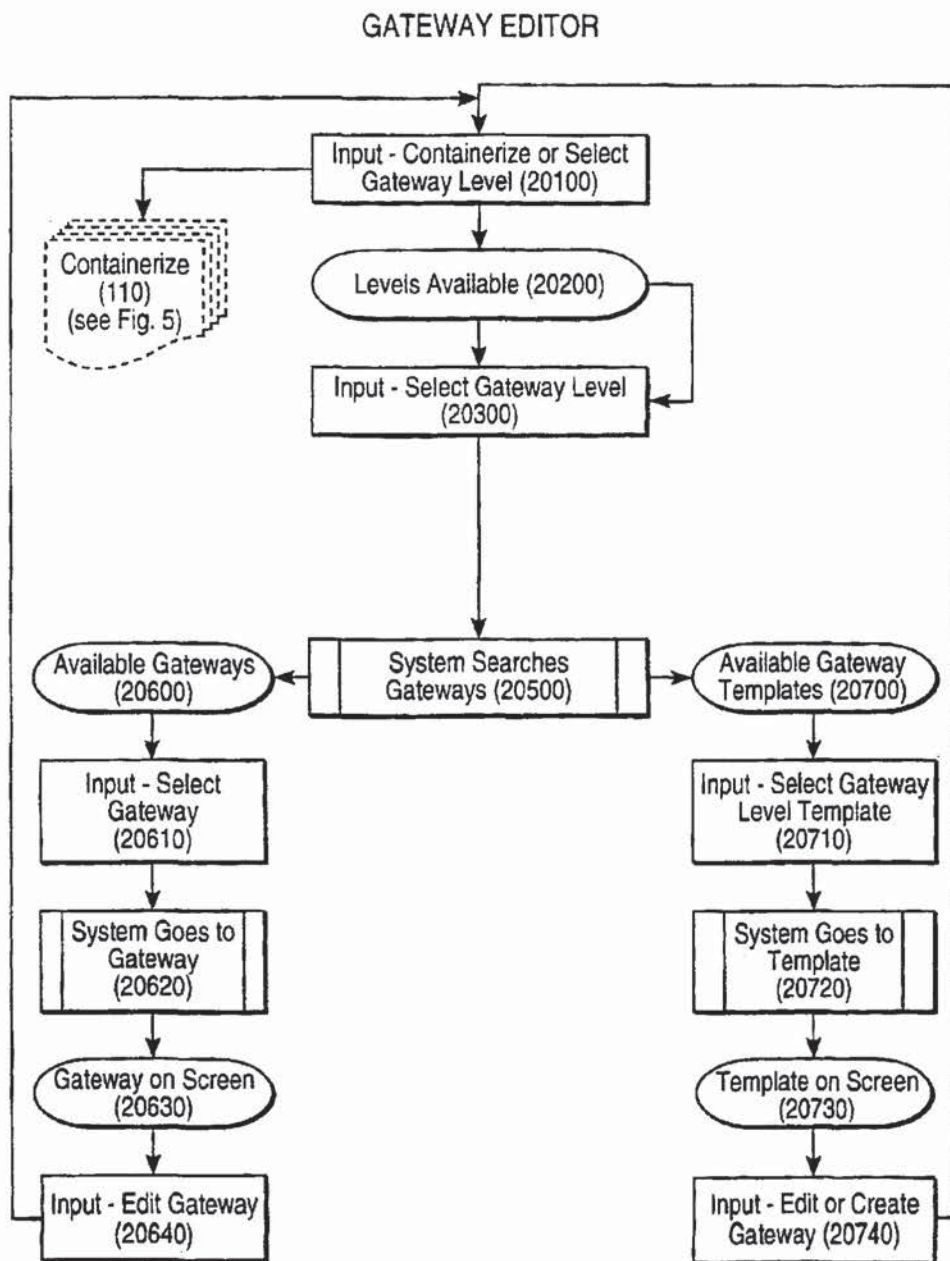 GATEWAY EDITOR
Input - Containerize or Select
Gateway Level (20100)
Containerize
(110)
(see Fig. 5)
Levels Available (20200)
Input - Select Gateway Level
(20300)
Available Gateways
(20600)
System Searches
Gateways (20500)
Available Gateway
Templates (20700)
Input - Select
Gateway
(20610)
Input - Select Gateway
Level Template
(20710)
System Goes to
Gateway
(20620)
System Goes to
Template
(20720)
Gateway on Screen
(20630)
Template on Screen
(20730)
Input - Edit Gateway
(20640)
Input - Edit or Create
Gateway (20740)